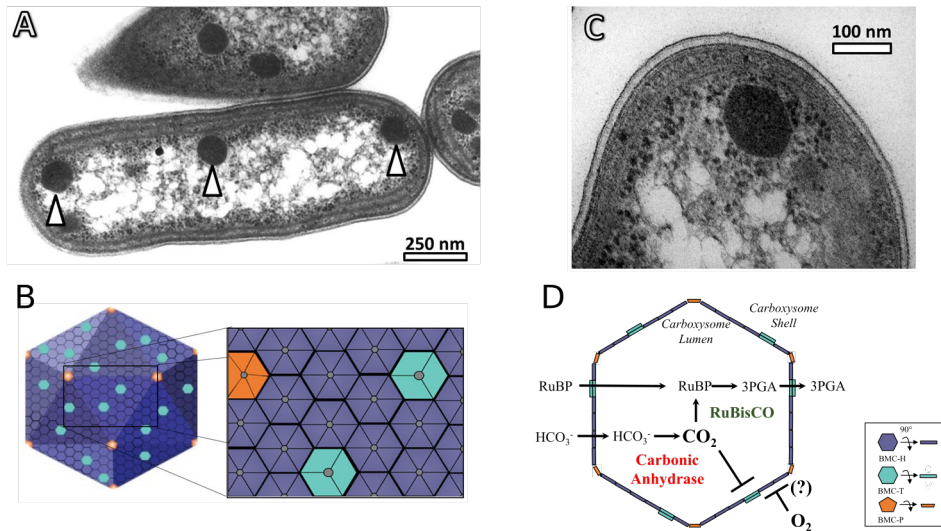 A
250 nm
C
100 nm
B
D
Carboxysome
Lumen
Carboxysome
Shell
RuBP
RuBP
3PGA
3PGA
RuBisCO
HCO₃⁻
HCO₃⁻
CO₂
Carbonic
Anhydrase
(?)
O₂
90°
BMC-H
BMC-T
BMC-P